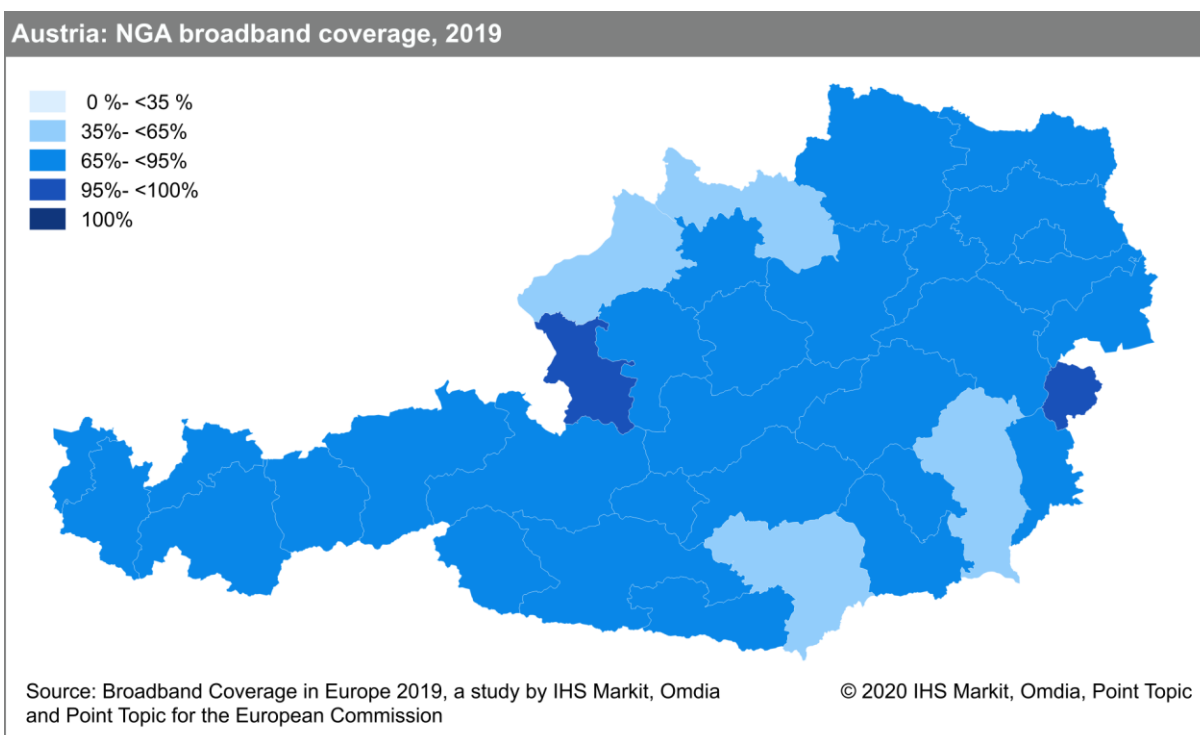 Austria: NGA broadband coverage, 2019
0 %- <35 %
35%- <65%
65%- <95%
95%- <100%
100%
Source: Broadband Coverage in Europe 2019, a study by IHS Markit, Omdia
and Point Topic for the European Commission
© 2020 IHS Markit, Omdia, Point Topic